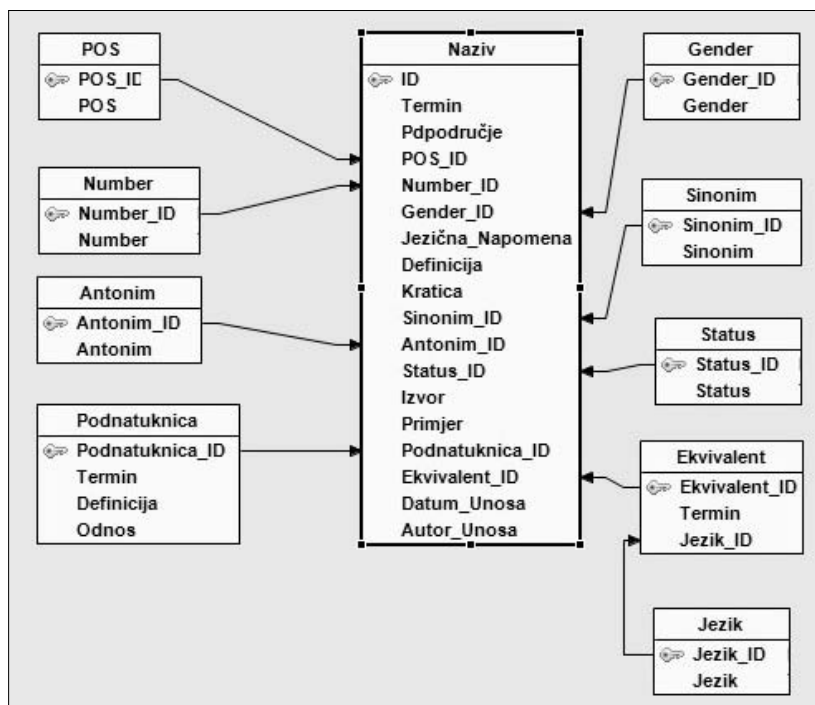 POS
POS_ID
POS
Number
Number_ID
Number
Antonim
Antonim_ID
Antonim
Podnatuknica
Podnatuknica_ID
Termin
Definicija
Odnos
Naziv
ID
Termin
Pdpodručje
POS_ID
Number_ID
Gender_ID
Jezična_Napomena
Definicija
Kratica
Sinonim_ID
Antonim_ID
Status_ID
Izvor
Primjer
Podnatuknica_ID
Ekvivalent_ID
Datum_Unosa
Autor_Unosa
Gender
Gender_ID
Gender
Sinonim
Sinonim_ID
Sinonim
Status
Status_ID
Status
Ekvivalent
Ekvivalent_ID
Termin
Jezik_ID
Jezik
Jezik_ID
Jezik